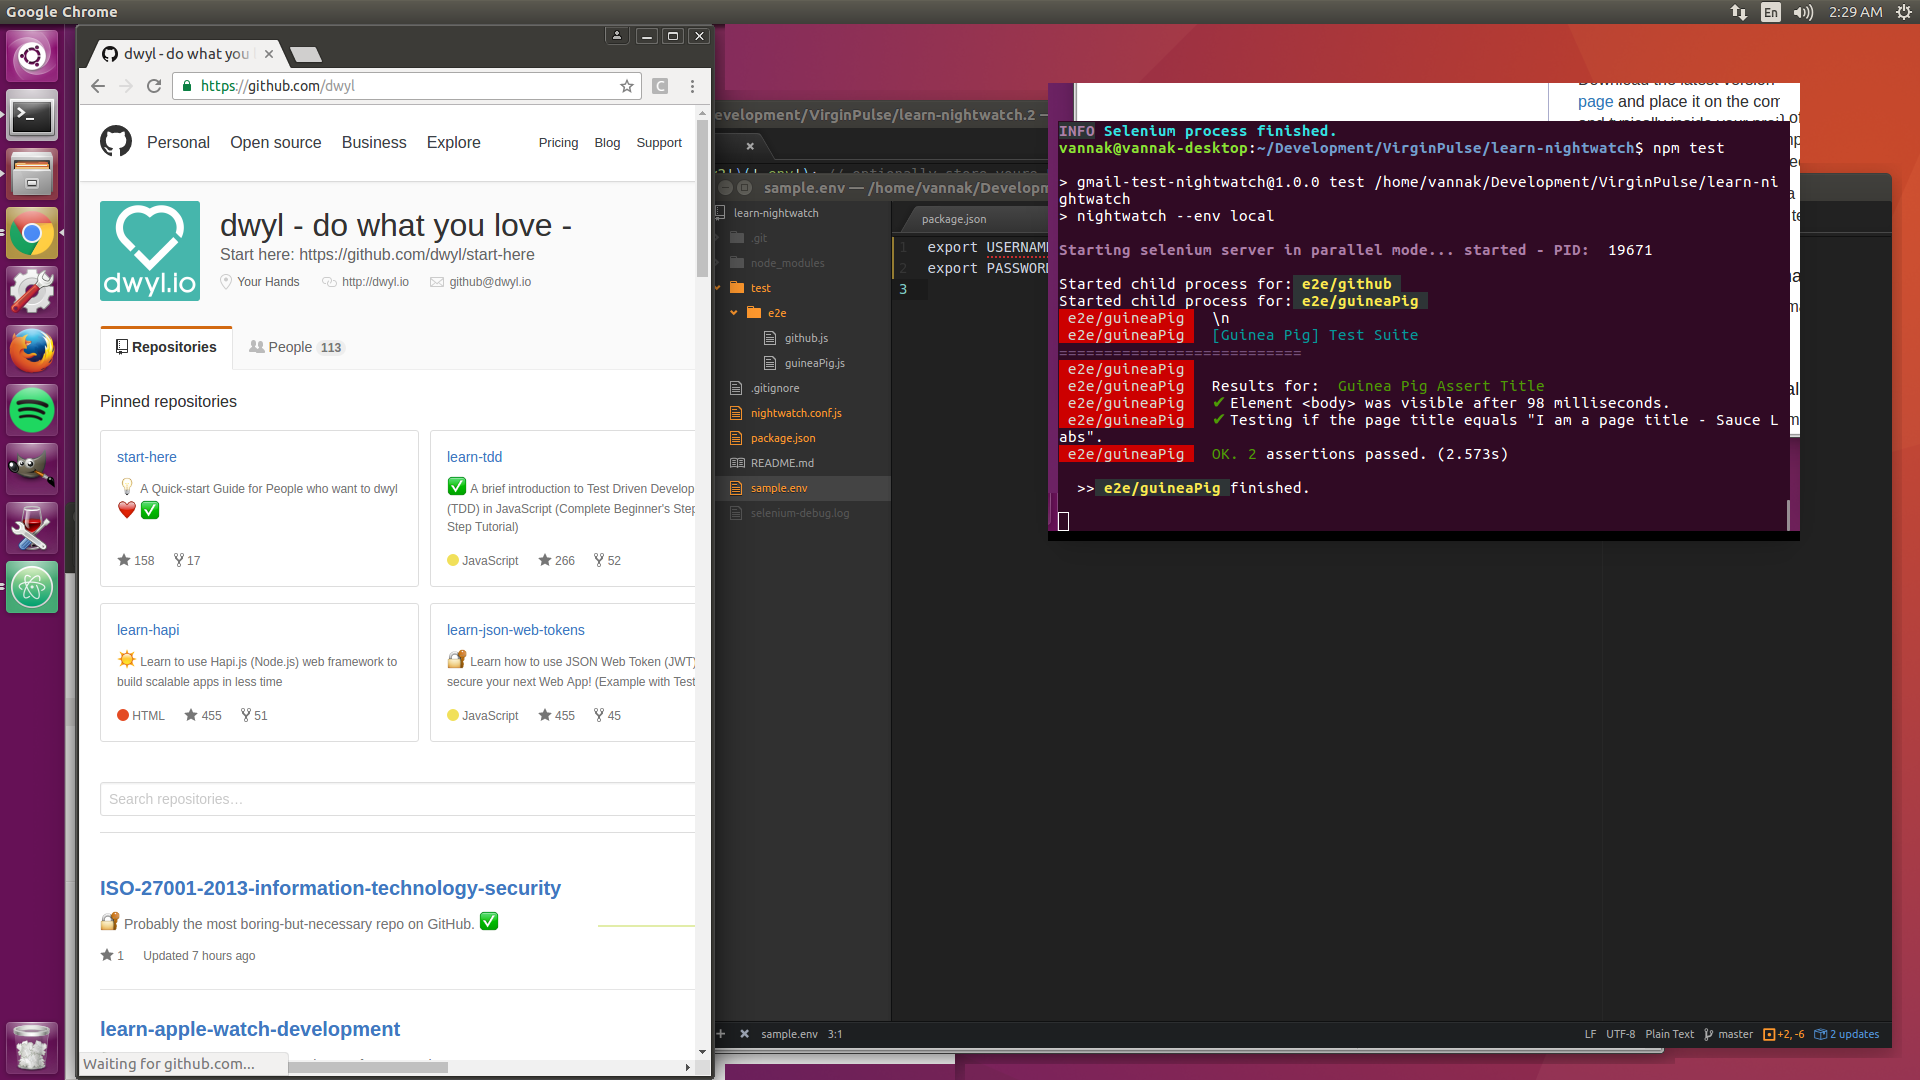 Google Chrome
En
2:29 AM
dwyl - do what you
https://github.com/dwyl
Personal Open source Business Explore
Pricing Blog Support
dwyl.io
dwyl - do what you love -
Start here: https://github.com/dwyl/start-here
Your Hands http://dwyl.io github@dwyl.io
Repositories People 113
Pinned repositories
start-here
A Quick-start Guide for People who want to dwyl
❤️ ✅
158 17
learn-tdd
✅ A brief introduction to Test Driven Develop
(TDD) in JavaScript (Complete Beginner's Step
Step Tutorial)
JavaScript 266 52
learn-hapi
Learn to use Hapi.js (Node.js) web framework to
build scalable apps in less time
HTML 455 51
learn-json-web-tokens
Learn how to use JSON Web Token (JWT)
secure your next Web App! (Example with Test
JavaScript 455 45
Search repositories…
ISO-27001-2013-information-technology-security
Probably the most boring-but-necessary repo on GitHub. ✅
1 Updated 7 hours ago
learn-apple-watch-development
Waiting for github.com...
evelopment/VirginPulse/learn-nightwatch.2 —
sample.env — /home/vannak/Developm
learn-nightwatch
.git
node_modules
test
e2e
github.js
guineaPig.js
.gitignore
nightwatch.conf.js
package.json
README.md
sample.env
selenium-debug.log
package.json
1 export USERNAME
2 export PASSWORD
3
sample.env 3:1
LF UTF-8 Plain Text master +2, -6 2 updates
page and place it on the com
INFO Selenium process finished.
vannak@vannak-desktop:~/Development/VirginPulse/learn-nightwatch$ npm test
> gmail-test-nightwatch@1.0.0 test /home/vannak/Development/VirginPulse/learn-ni
ghtwatch
> nightwatch --env local
Starting selenium server in parallel mode... started - PID:  19671
Started child process for: e2e/github
Started child process for: e2e/guineaPig
e2e/guineaPig \n
e2e/guineaPig [Guinea Pig] Test Suite
===========================
e2e/guineaPig
e2e/guineaPig Results for:  Guinea Pig Assert Title
e2e/guineaPig ✔ Element <body> was visible after 98 milliseconds.
e2e/guineaPig ✔ Testing if the page title equals "I am a page title - Sauce L
abs".
e2e/guineaPig OK. 2 assertions passed. (2.573s)
>> e2e/guineaPig finished.